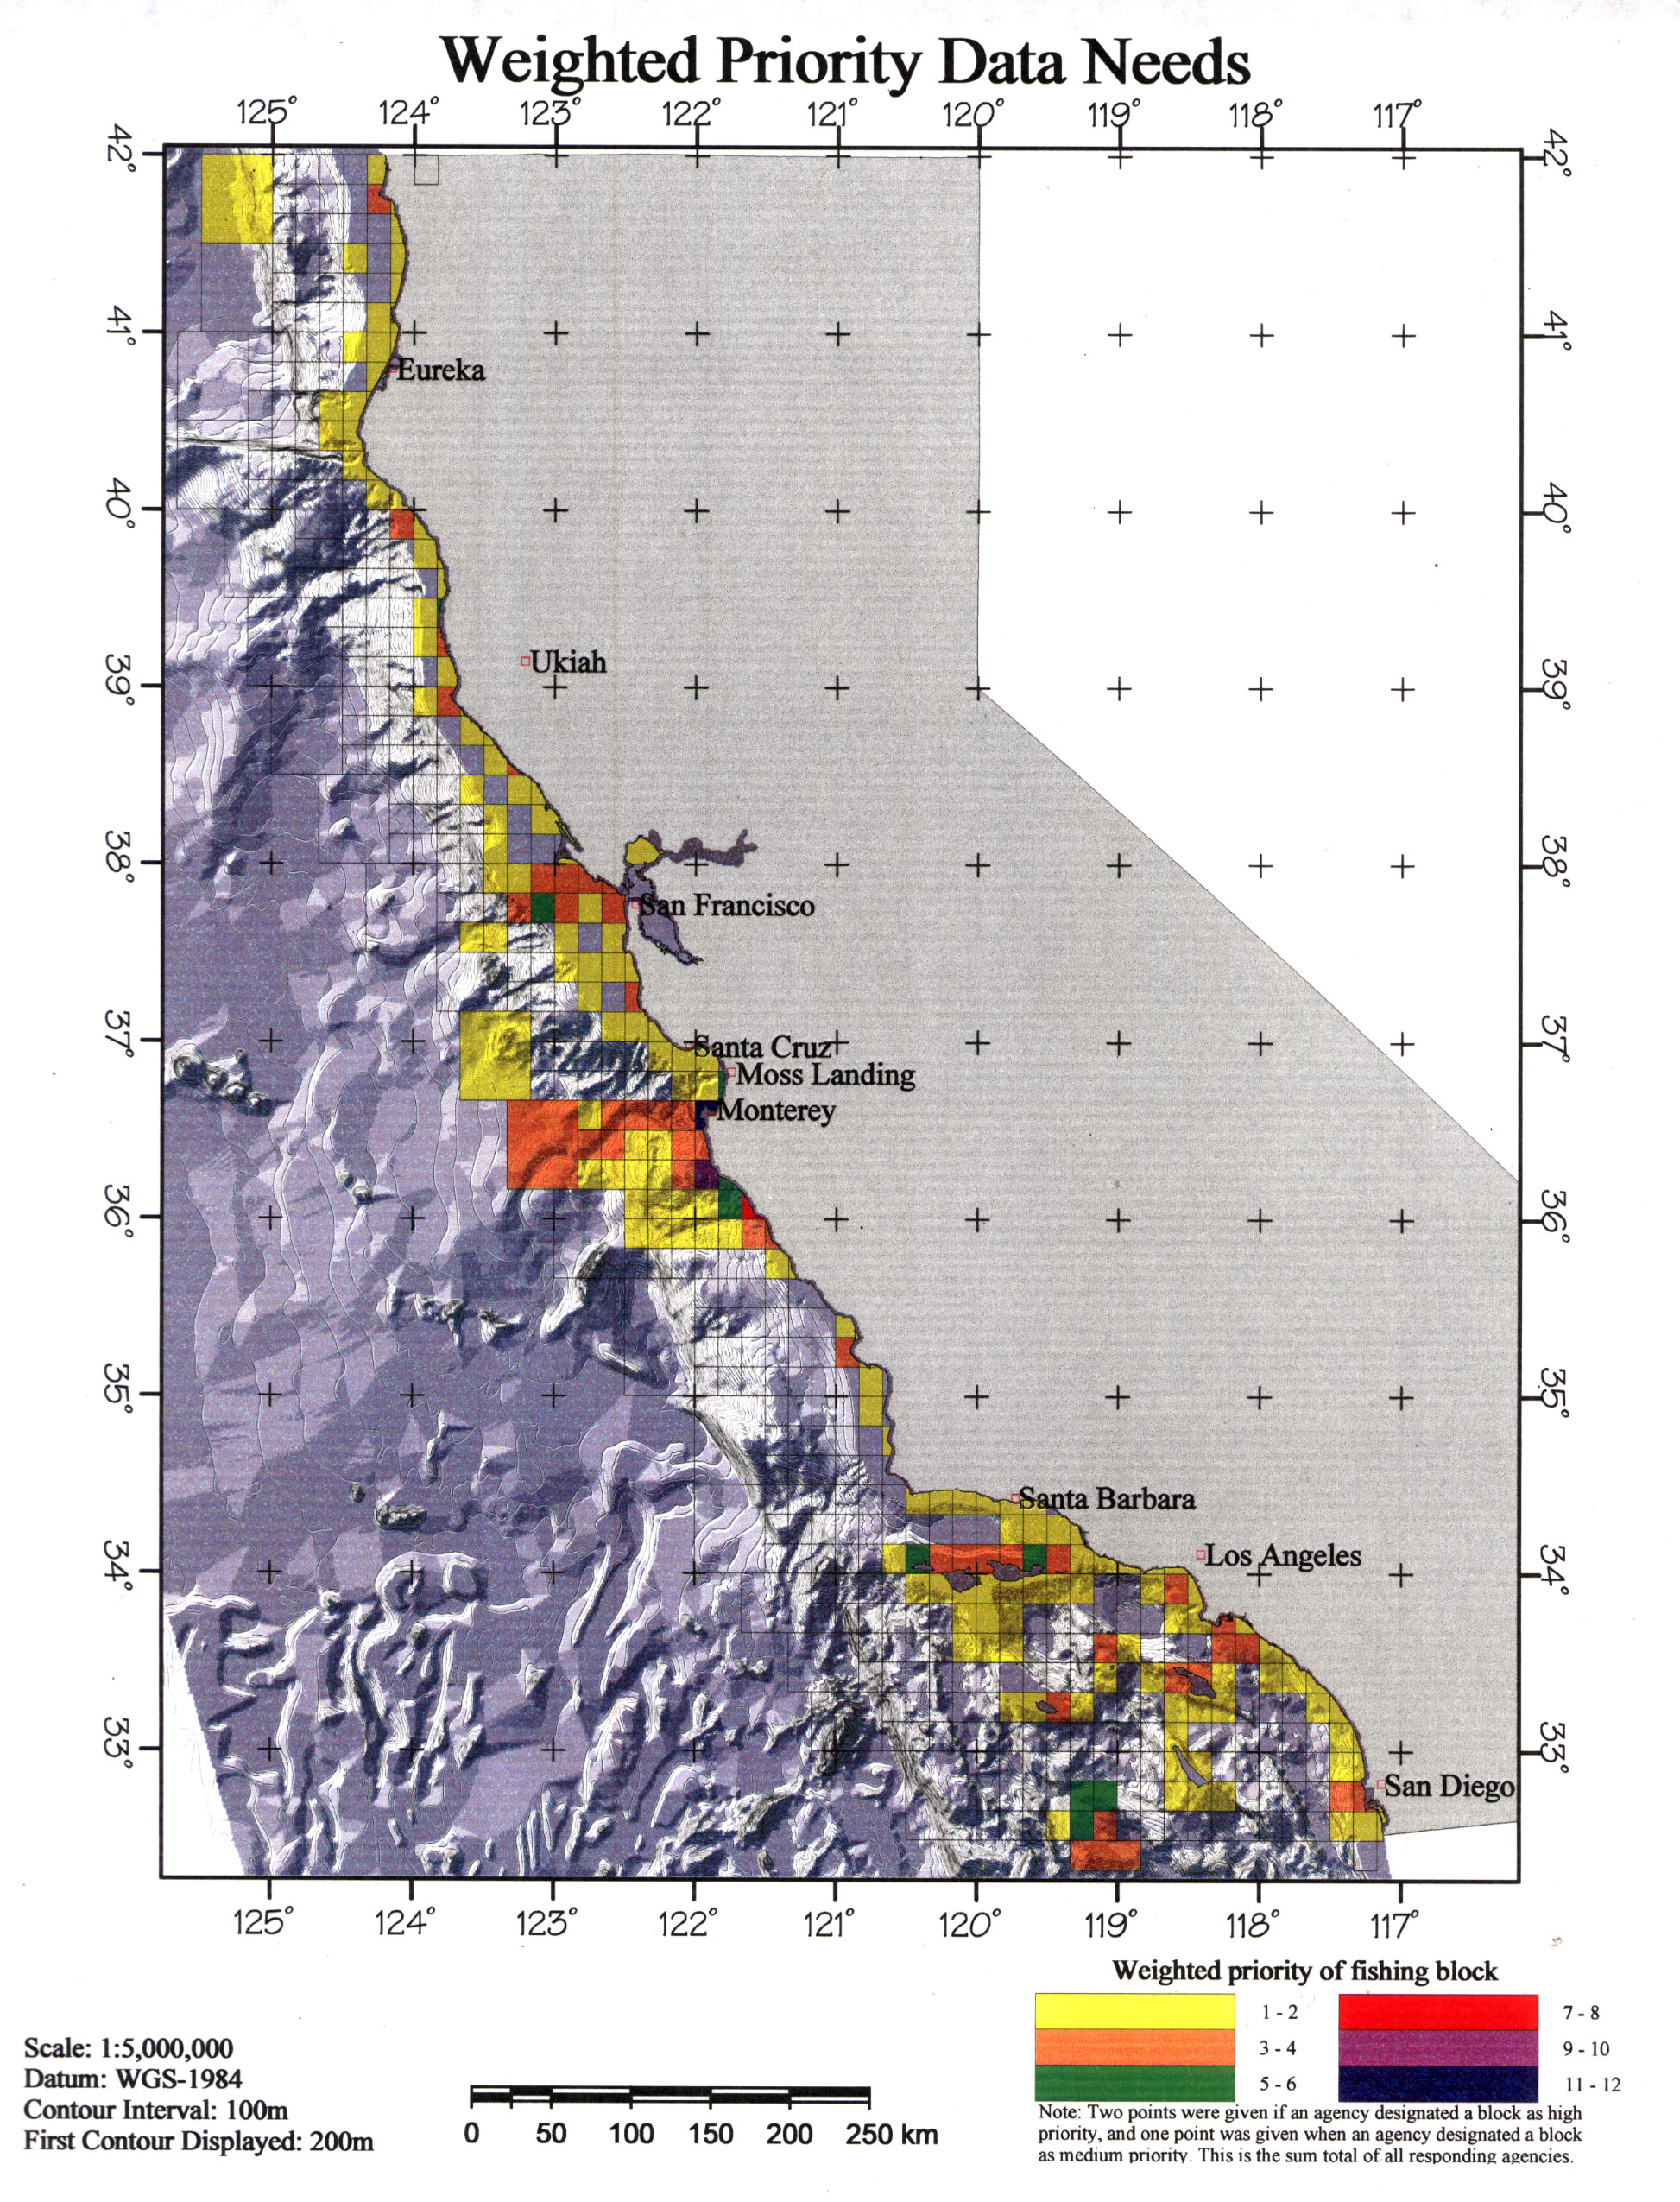 Weighted Priority Data Needs
125° 124° 123° 122° 121° 120° 119° 118° 117°
42° 42°
41° 41°
Eureka
40° 40°
Ukiah
39° 39°
38° 38°
San Francisco
37° 37°
Santa Cruz
Moss Landing
Monterey
36° 36°
35° 35°
Santa Barbara
34° 34°
Los Angeles
33° 33°
San Diego
125° 124° 123° 122° 121° 120° 119° 118° 117°
Weighted priority of fishing block
1 - 2 7 - 8
3 - 4 9 - 10
5 - 6 11 - 12
Note: Two points were given if an agency designated a block as high
priority, and one point was given when an agency designated a block
as medium priority. This is the sum total of all responding agencies.
Scale: 1:5,000,000
Datum: WGS-1984
Contour Interval: 100m
First Contour Displayed: 200m
0 50 100 150 200 250 km